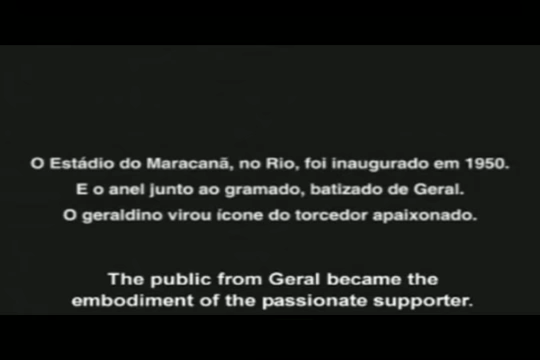 O Estádio do Maracanã, no Rio, foi inaugurado em 1950.
E o anel junto ao gramado, batizado de Geral.
O geraldino virou ícone do torcedor apaixonado.
The public from Geral became the
embodiment of the passionate supporter.